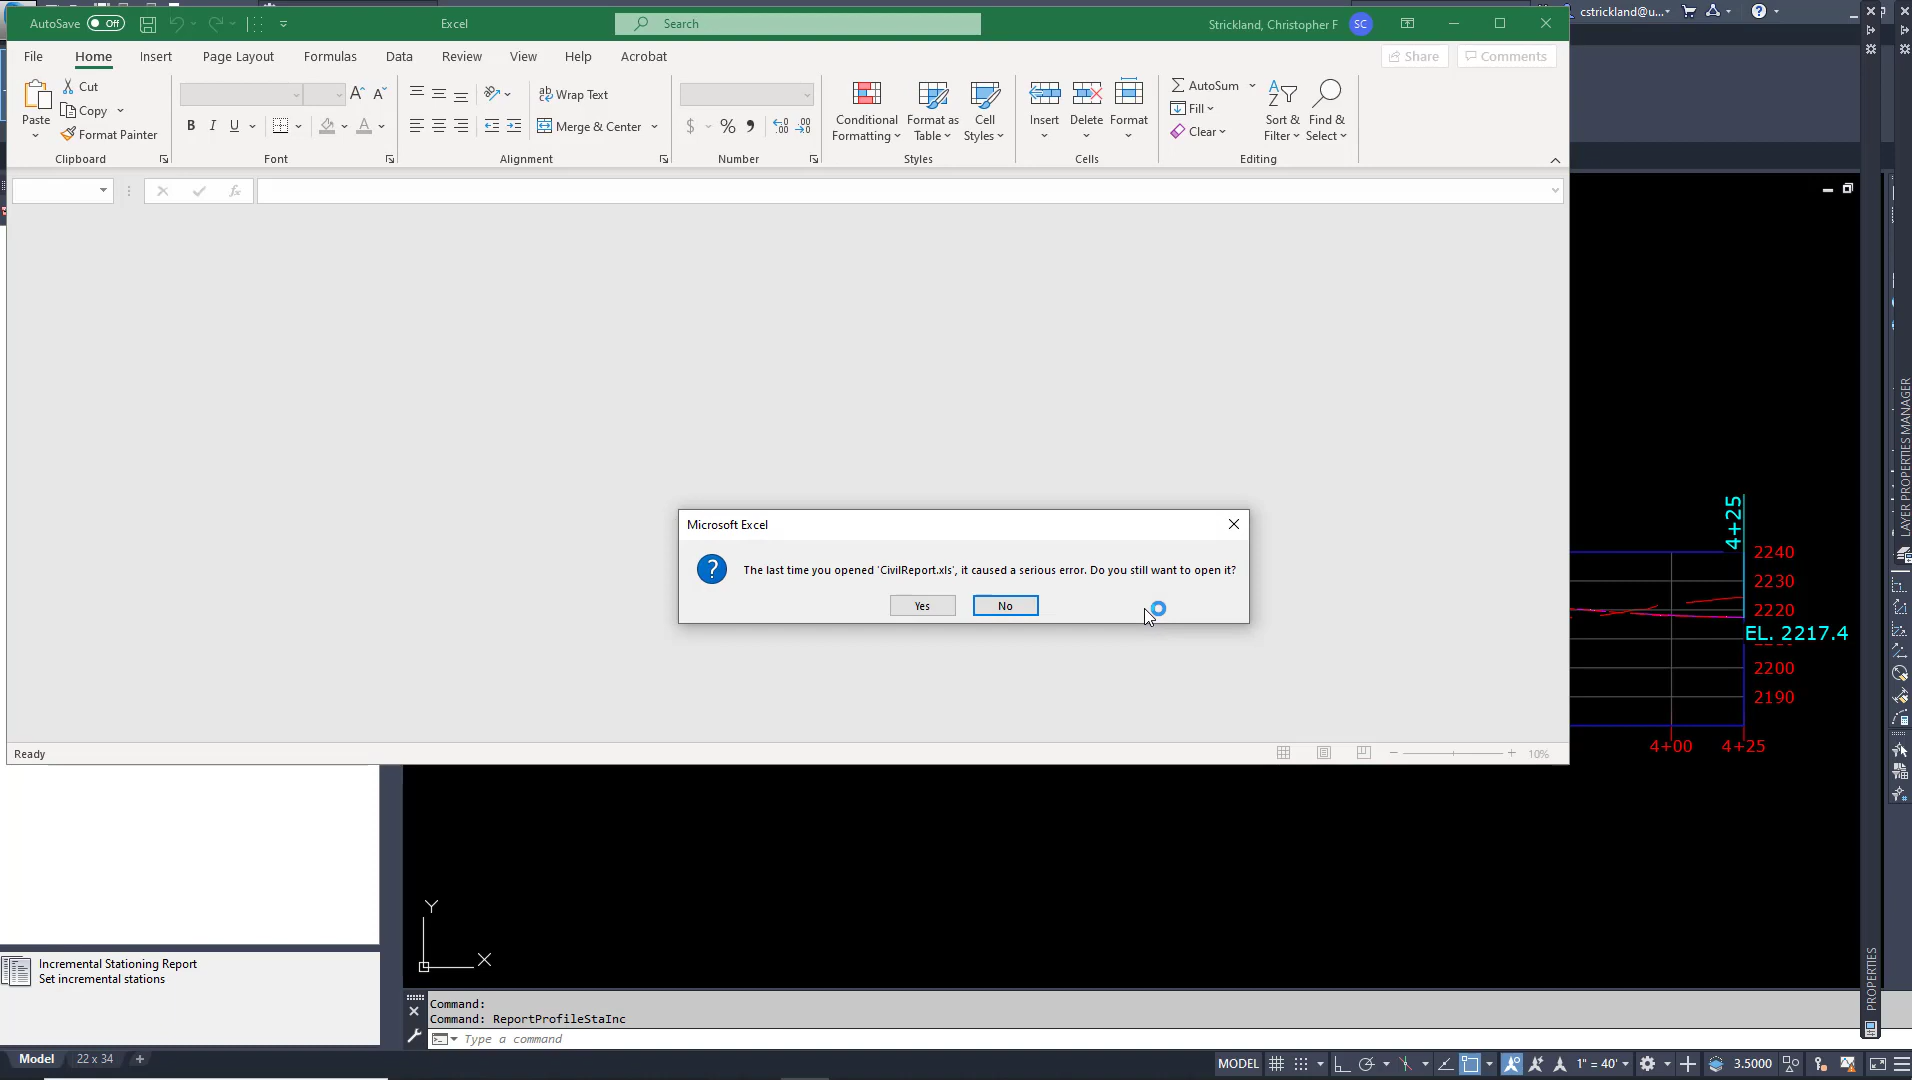 AutoSave Off Excel Search Strickland, Christopher F SC cstrickland@u...
File Home Insert Page Layout Formulas Data Review View Help Acrobat Share Comments
Paste Cut
Copy
Format Painter
Clipboard
B I U
Font
ab Wrap Text
Merge & Center
Alignment
$ % ,
Number
Conditional Formatting
Format as Table
Cell Styles
Styles
Insert Delete Format
Cells
AutoSum
Fill
Clear
Sort & Filter
Find & Select
Editing
fx
Microsoft Excel
The last time you opened 'CivilReport.xls', it caused a serious error. Do you still want to open it?
Yes No
Ready 10%
4+25
2240
2230
2220
EL. 2217.4
2200
2190
4+00 4+25
LAYER PROPERTIES MANAGER
PROPERTIES
Y
X
Incremental Stationing Report
Set incremental stations
Command:
Command: ReportProfileStaInc
Type a command
Model 22 x 34 +
MODEL 1" = 40' 3.5000